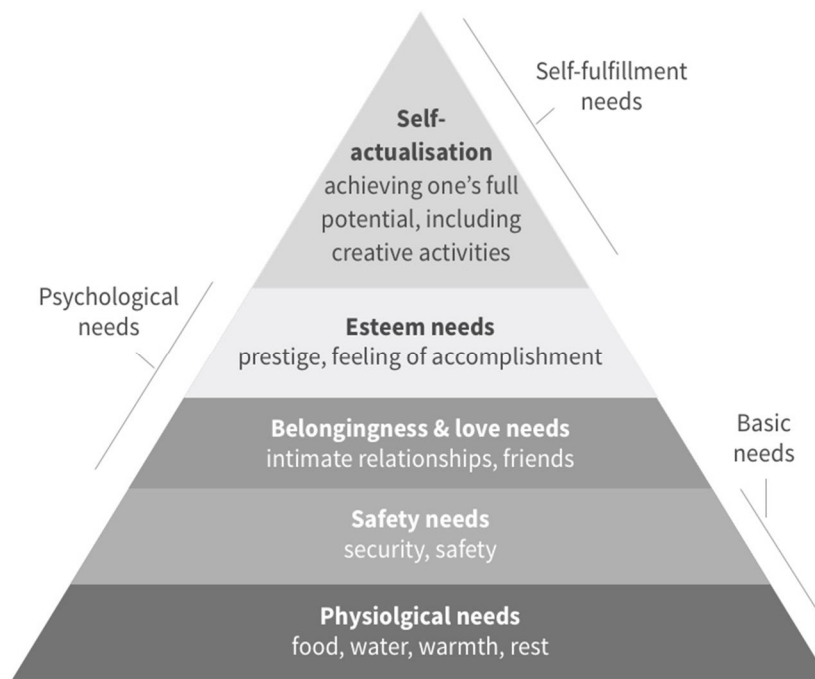 Self-fulfillment
needs
Self-
actualisation
achieving one’s full
potential, including
creative activities
Psychological
needs
Esteem needs
prestige, feeling of accomplishment
Belongingness & love needs
intimate relationships, friends
Basic
needs
Safety needs
security, safety
Physiolgical needs
food, water, warmth, rest